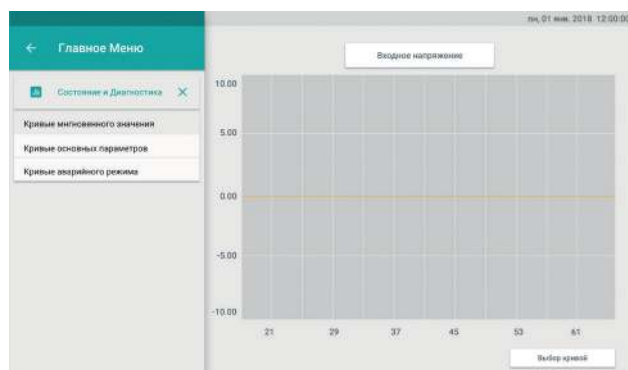 пн, 01 янв. 2018 12:00:00
Главное Меню
Входное напряжение
Состояние и Диагностика
Кривые мгновенного значения
Кривые основных параметров
Кривые аварийного режима
10.00
5.00
0.00
-5.00
-10.00
21 29 37 45 53 61
Выбор кривой